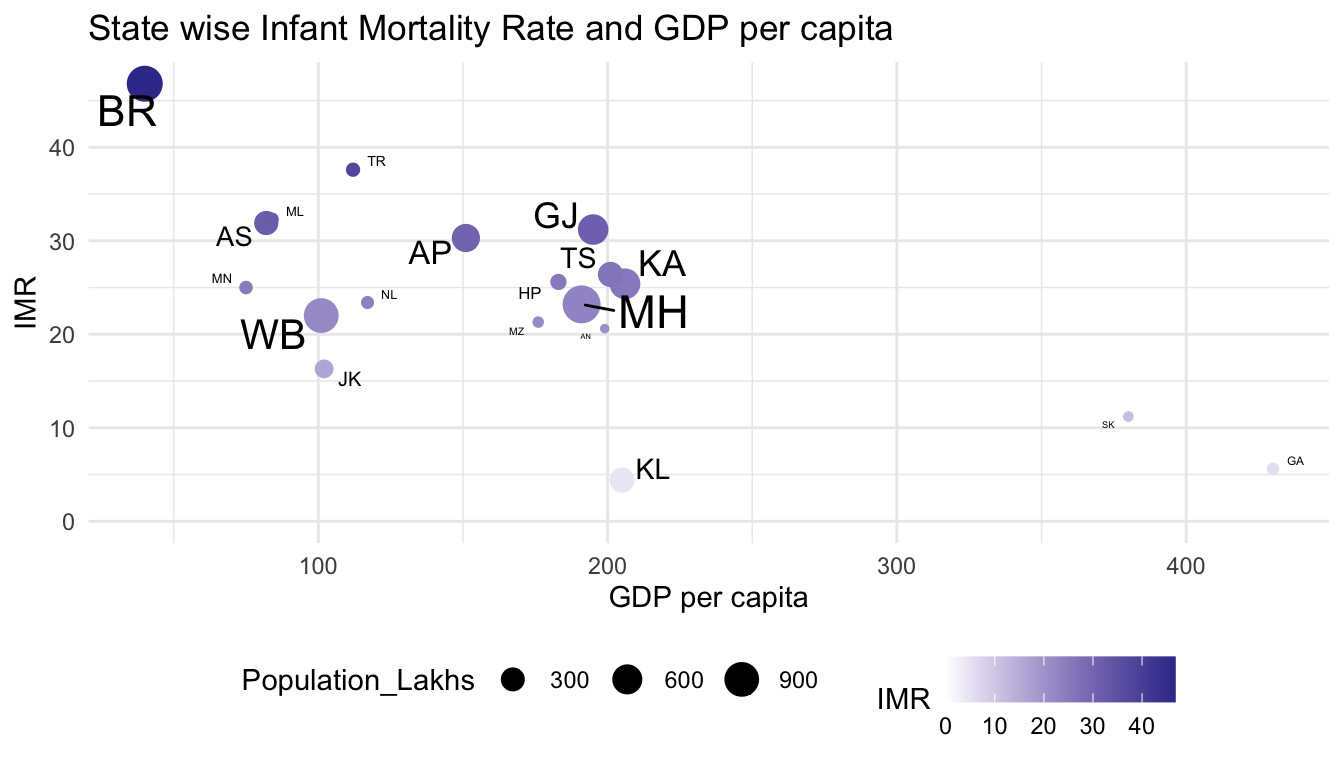 State wise Infant Mortality Rate and GDP per capita
BR
40
TR
ML
AS
GJ
30
AP
TS
KA
MN
HP
NL
MH
WB
MZ
AN
20
JK
IMR
10
SK
KL
GA
0
100 200 300 400
GDP per capita
Population_Lakhs 300 600 900
IMR
0 10 20 30 40